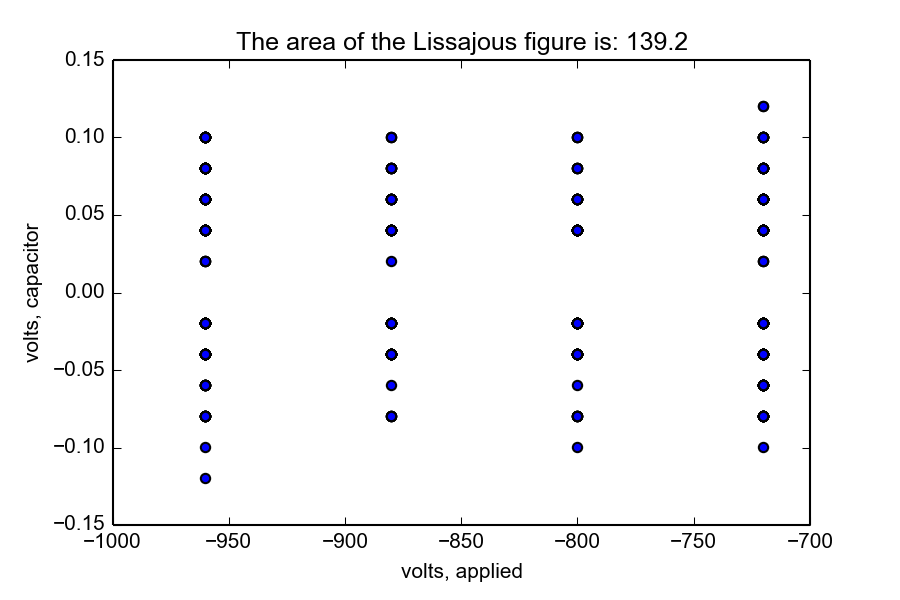 The area of the Lissajous figure is: 139.2
0.15
0.10
0.05
0.00
−0.05
−0.10
−0.15
volts, capacitor
−1000 −950 −900 −850 −800 −750 −700
volts, applied